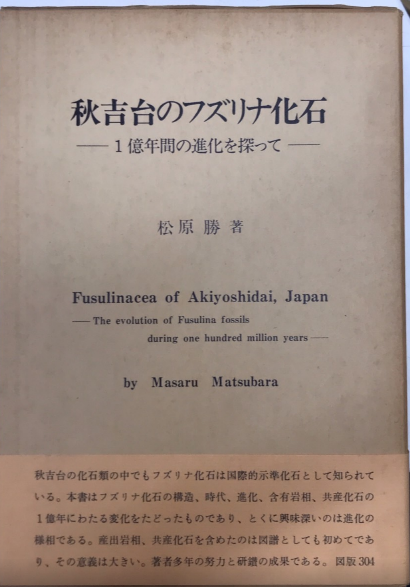 秋吉台のフズリナ化石
── 1億年間の進化を探って ──
松原勝 著
Fusulinacea of Akiyoshidai, Japan
── The evolution of Fusulina fossils
during one hundred million years ──
by Masaru Matsubara
秋吉台の化石類の中でもフズリナ化石は国際的示準化石として知られて
いる。本書はフズリナ化石の構造、時代、進化、含有岩相、共産化石の
1億年にわたる変化をたどったものであり、とくに興味深いのは進化の
様相である。産出岩相、共産化石を含めたのは図譜としても初めてであ
り、その意義は大きい。著者多年の努力と研鑽の成果である。 図版304